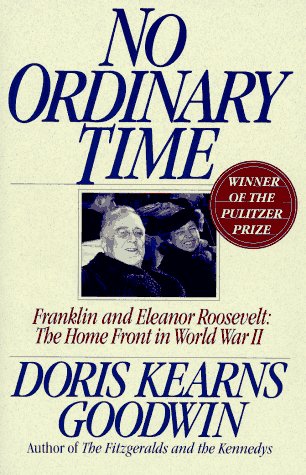 NO
ORDINARY
TIME
WINNER
OF THE
PULITZER
PRIZE
Franklin and Eleanor Roosevelt:
The Home Front in World War II
DORIS KEARNS
GOODWIN
Author of The Fitzgeralds and the Kennedys